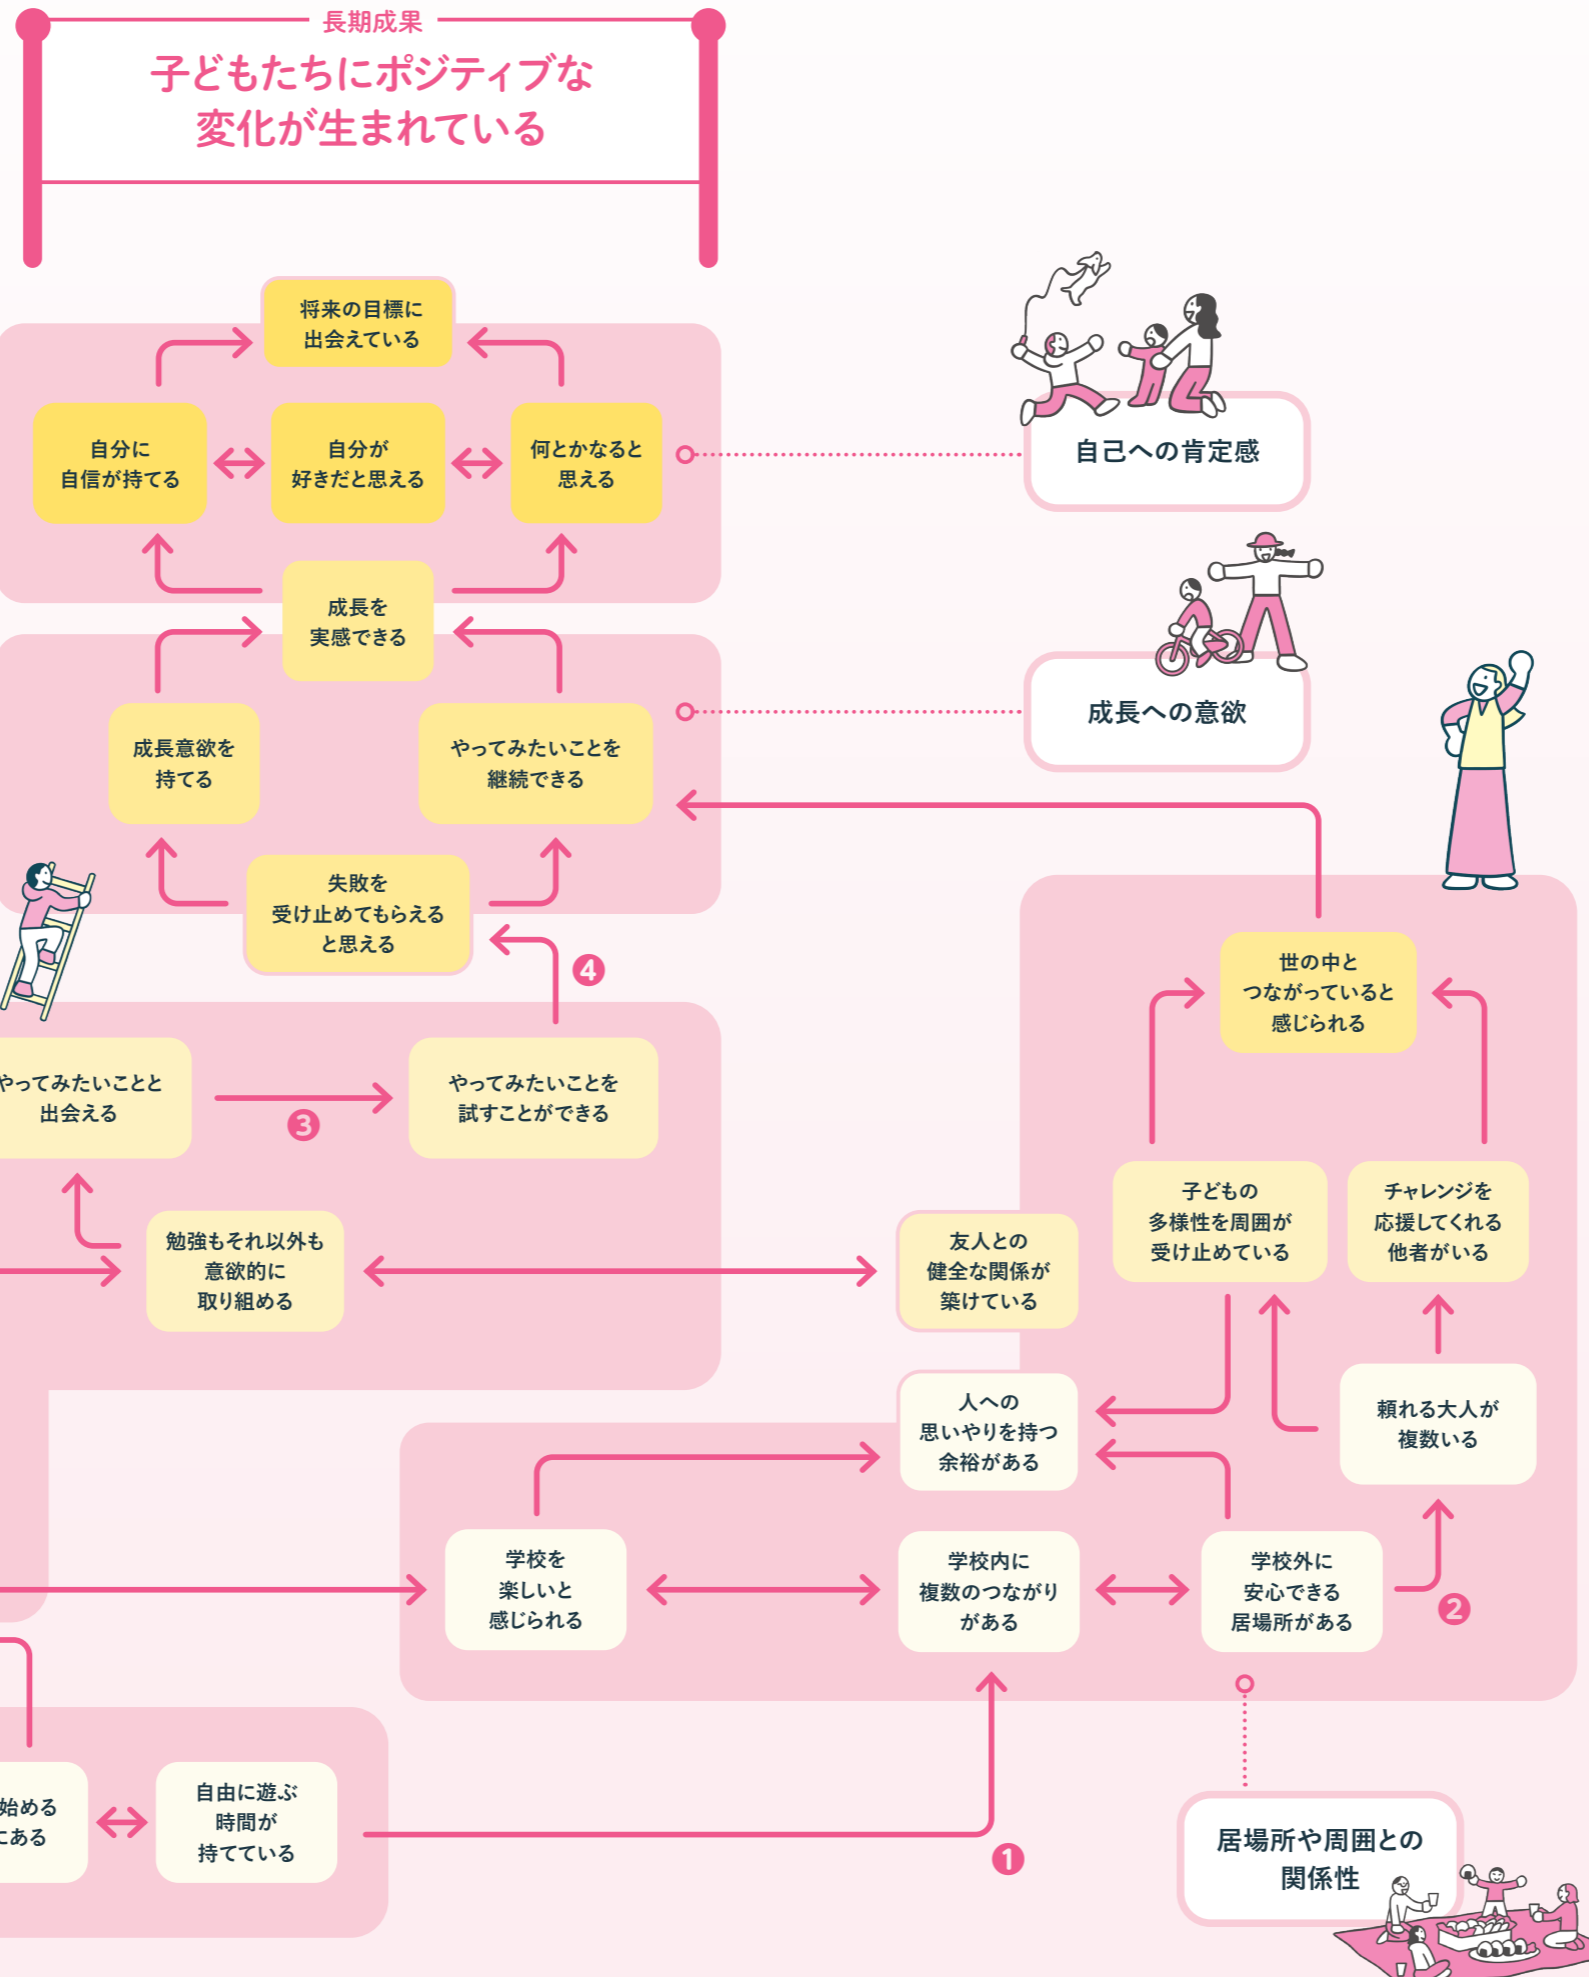 長期成果
子どもたちにポジティブな
変化が生まれている
将来の目標に
出会えている
自分に
自信が持てる
自分が
好きだと思える
何とかなると
思える
自己への肯定感
成長を
実感できる
成長への意欲
成長意欲を
持てる
やってみたいことを
継続できる
失敗を
受け止めてもらえる
と思える
4
世の中と
つながっていると
感じられる
やってみたいことと
出会える
3
やってみたいことを
試すことができる
子どもの
多様性を周囲が
受け止めている
チャレンジを
応援してくれる
他者がいる
勉強もそれ以外も
意欲的に
取り組める
友人との
健全な関係が
築けている
人への
思いやりを持つ
余裕がある
頼れる大人が
複数いる
学校を
楽しいと
感じられる
学校内に
複数のつながり
がある
学校外に
安心できる
居場所がある
2
始める
にある
自由に遊ぶ
時間が
持てている
1
居場所や周囲との
関係性